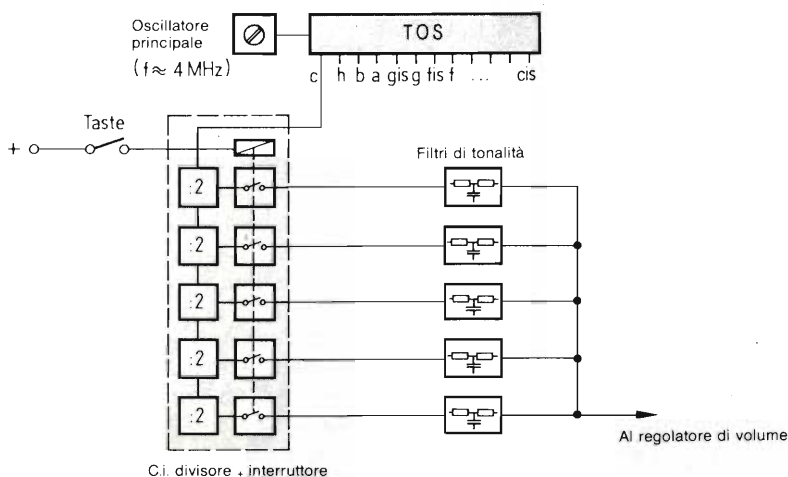 Oscillatore
principale
(f≈ 4 MHz)
TOS
c h b a gis g fis f ... cis
Taste
+
Filtri di tonalità
:2
:2
:2
:2
:2
Al regolatore di volume
C.i. divisore + interruttore